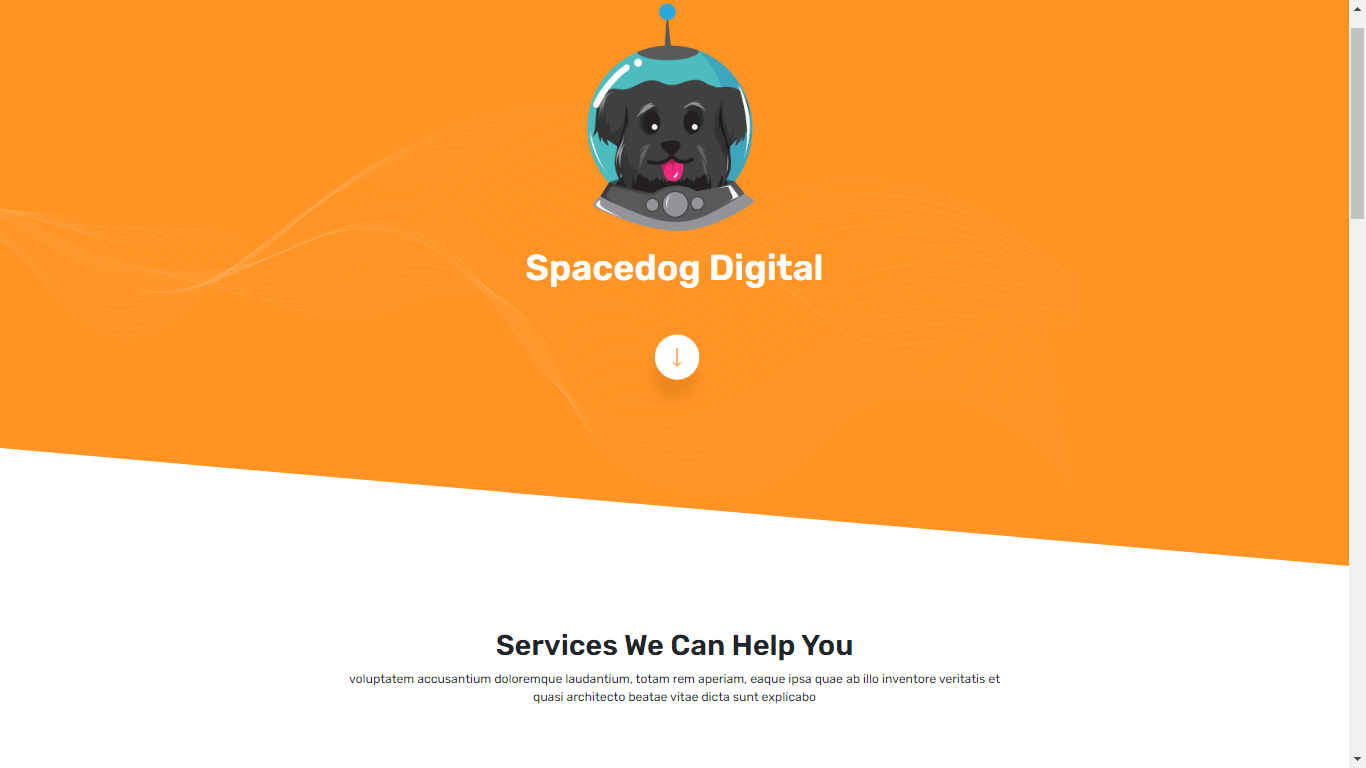 Spacedog Digital
Services We Can Help You
voluptatem accusantium doloremque laudantium, totam rem aperiam, eaque ipsa quae ab illo inventore veritatis et
quasi architecto beatae vitae dicta sunt explicabo